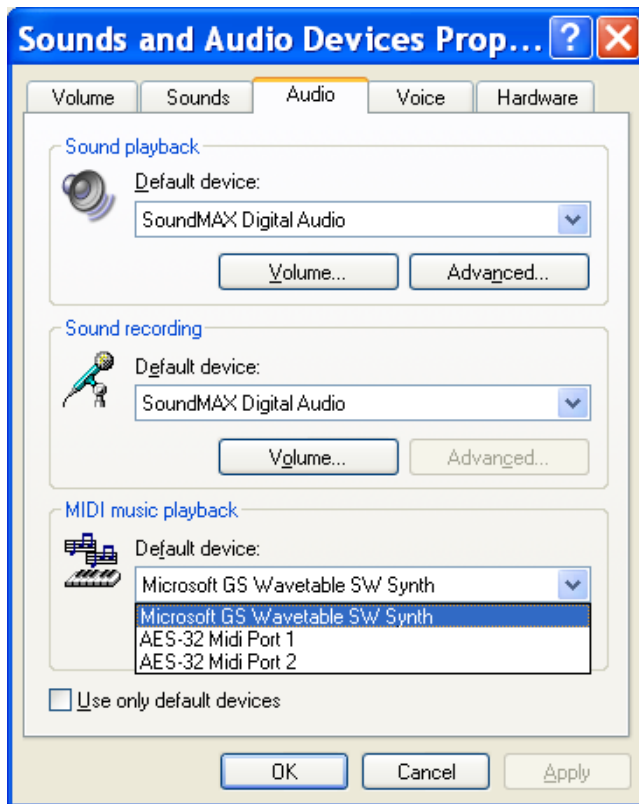 Sounds and Audio Devices Prop... ?
Volume Sounds Audio Voice Hardware
Sound playback
Default device:
SoundMAX Digital Audio
Volume... Advanced...
Sound recording
Default device:
SoundMAX Digital Audio
Volume... Advanced...
MIDI music playback
Default device:
Microsoft GS Wavetable SW Synth
Microsoft GS Wavetable SW Synth
AES-32 Midi Port 1
AES-32 Midi Port 2
Use only default devices
OK Cancel Apply